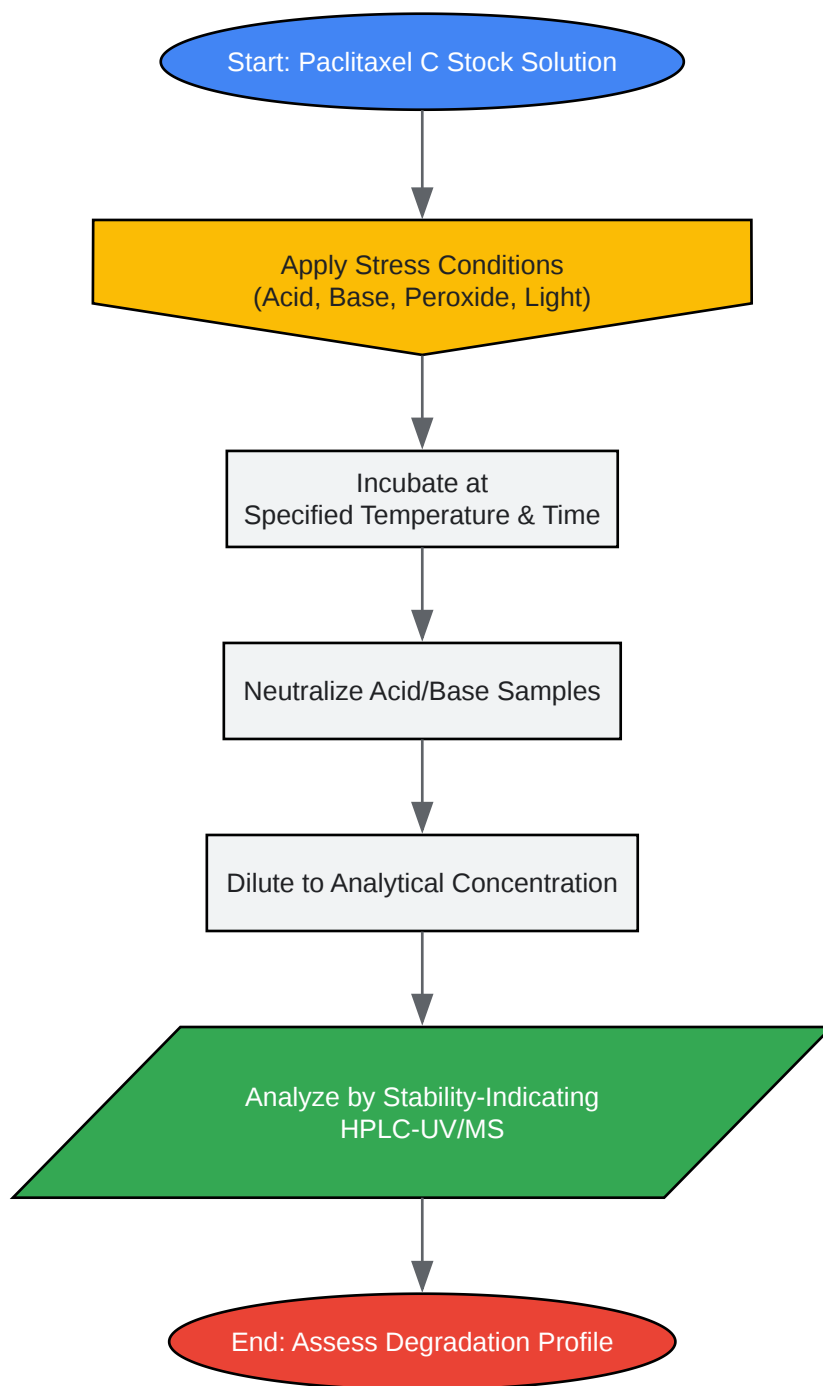 Start: Paclitaxel C Stock Solution
Apply Stress Conditions
(Acid, Base, Peroxide, Light)
Incubate at
Specified Temperature & Time
Neutralize Acid/Base Samples
Dilute to Analytical Concentration
Analyze by Stability-Indicating
HPLC-UV/MS
End: Assess Degradation Profile